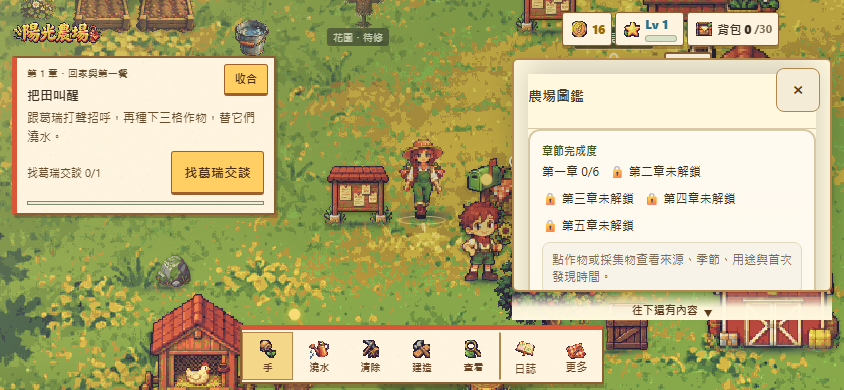 陽光農場
花圃 · 待修
16
Lv 1
背包 0 /30
第 1 章 · 回家與第一餐
收合
把田叫醒
跟葛瑞打聲招呼，再種下三格作物，替它們
澆水。
找葛瑞交談 0/1
找葛瑞交談
農場圖鑑
×
章節完成度
第一章 0/6 第二章未解鎖
第三章未解鎖 第四章未解鎖
第五章未解鎖
點作物或採集物查看來源、季節、用途與首次
發現時間。
往下還有內容 ▼
手
澆水
清除
建造
查看
日誌
更多